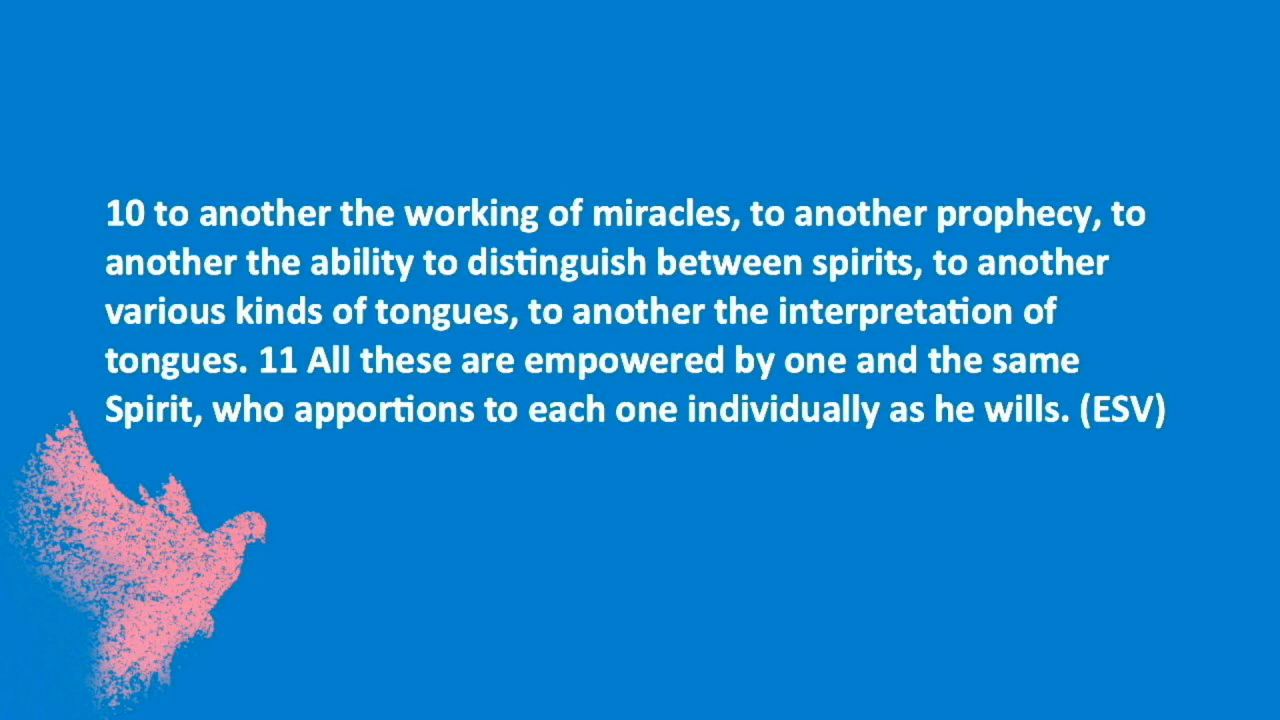 10 to another the working of miracles, to another prophecy, to
another the ability to distinguish between spirits, to another
various kinds of tongues, to another the interpretation of
tongues. 11 All these are empowered by one and the same
Spirit, who apportions to each one individually as he wills. (ESV)